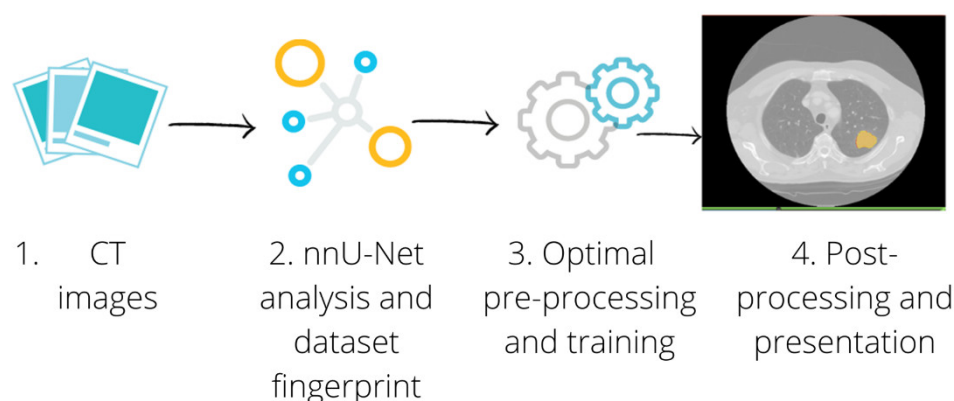 1. CT
images
2. nnU-Net
analysis and
dataset
fingerprint
3. Optimal
pre-processing
and training
4. Post-
processing and
presentation